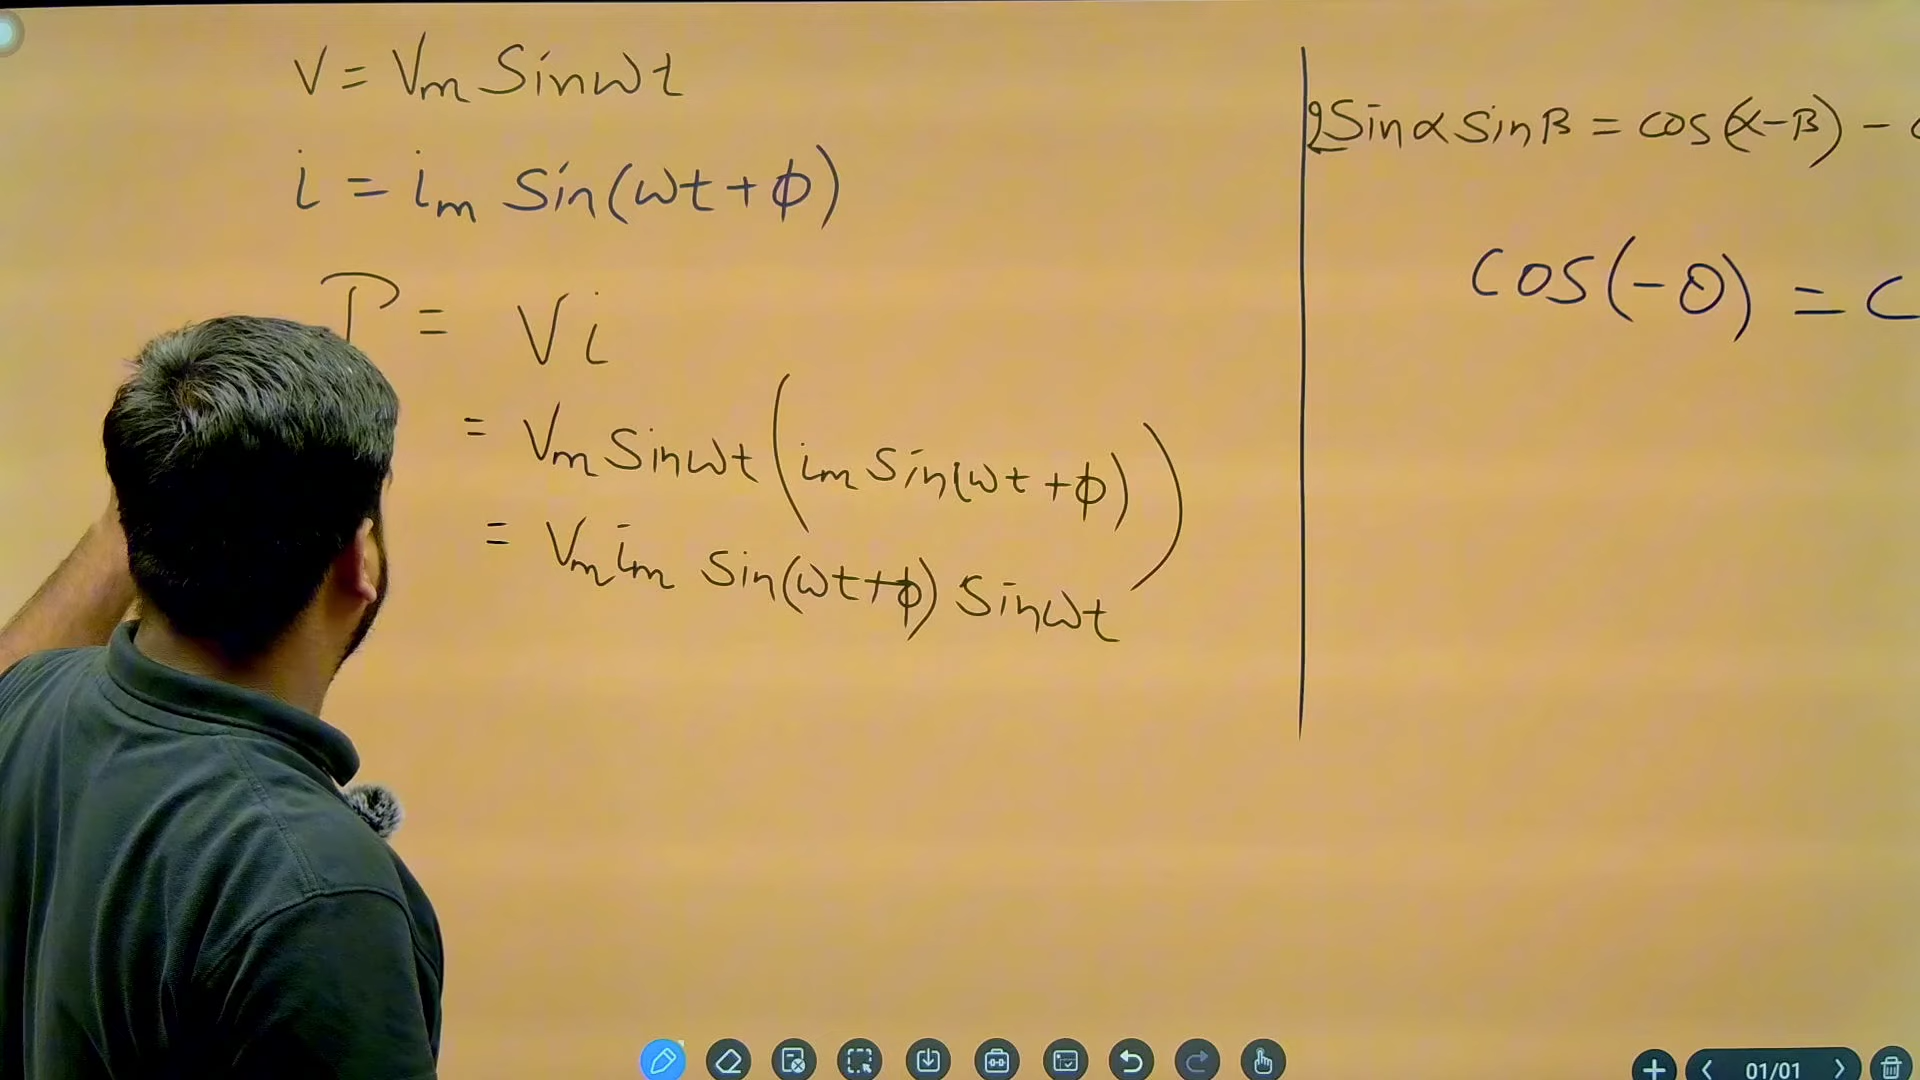 V = Vm Sinωt
i = im Sin(ωt+ϕ)
P = Vi
= Vm Sinωt (im Sin(ωt+ϕ))
= Vm im Sin(ωt+ϕ) Sinωt
2Sinα sinβ = cos(α-β) -
cos(-θ) = c
01/01